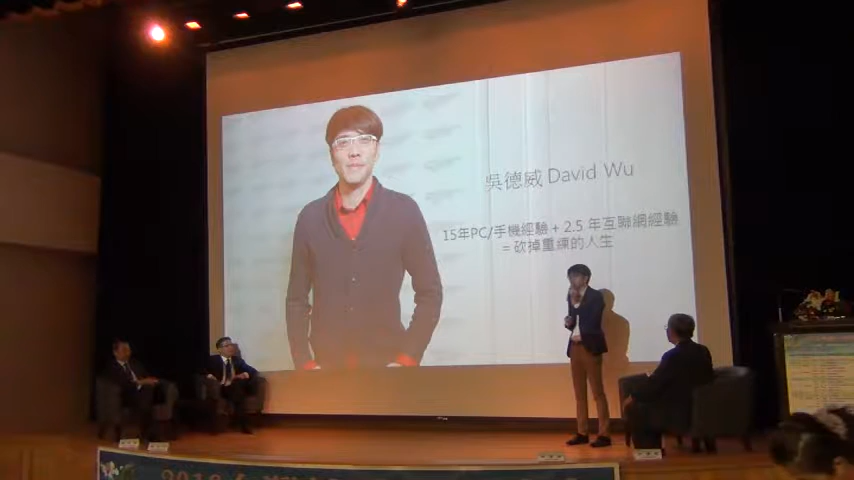 吳德威 David Wu
15年PC/手機經驗 + 2.5 年互聯網經驗
= 砍掉重練的人生